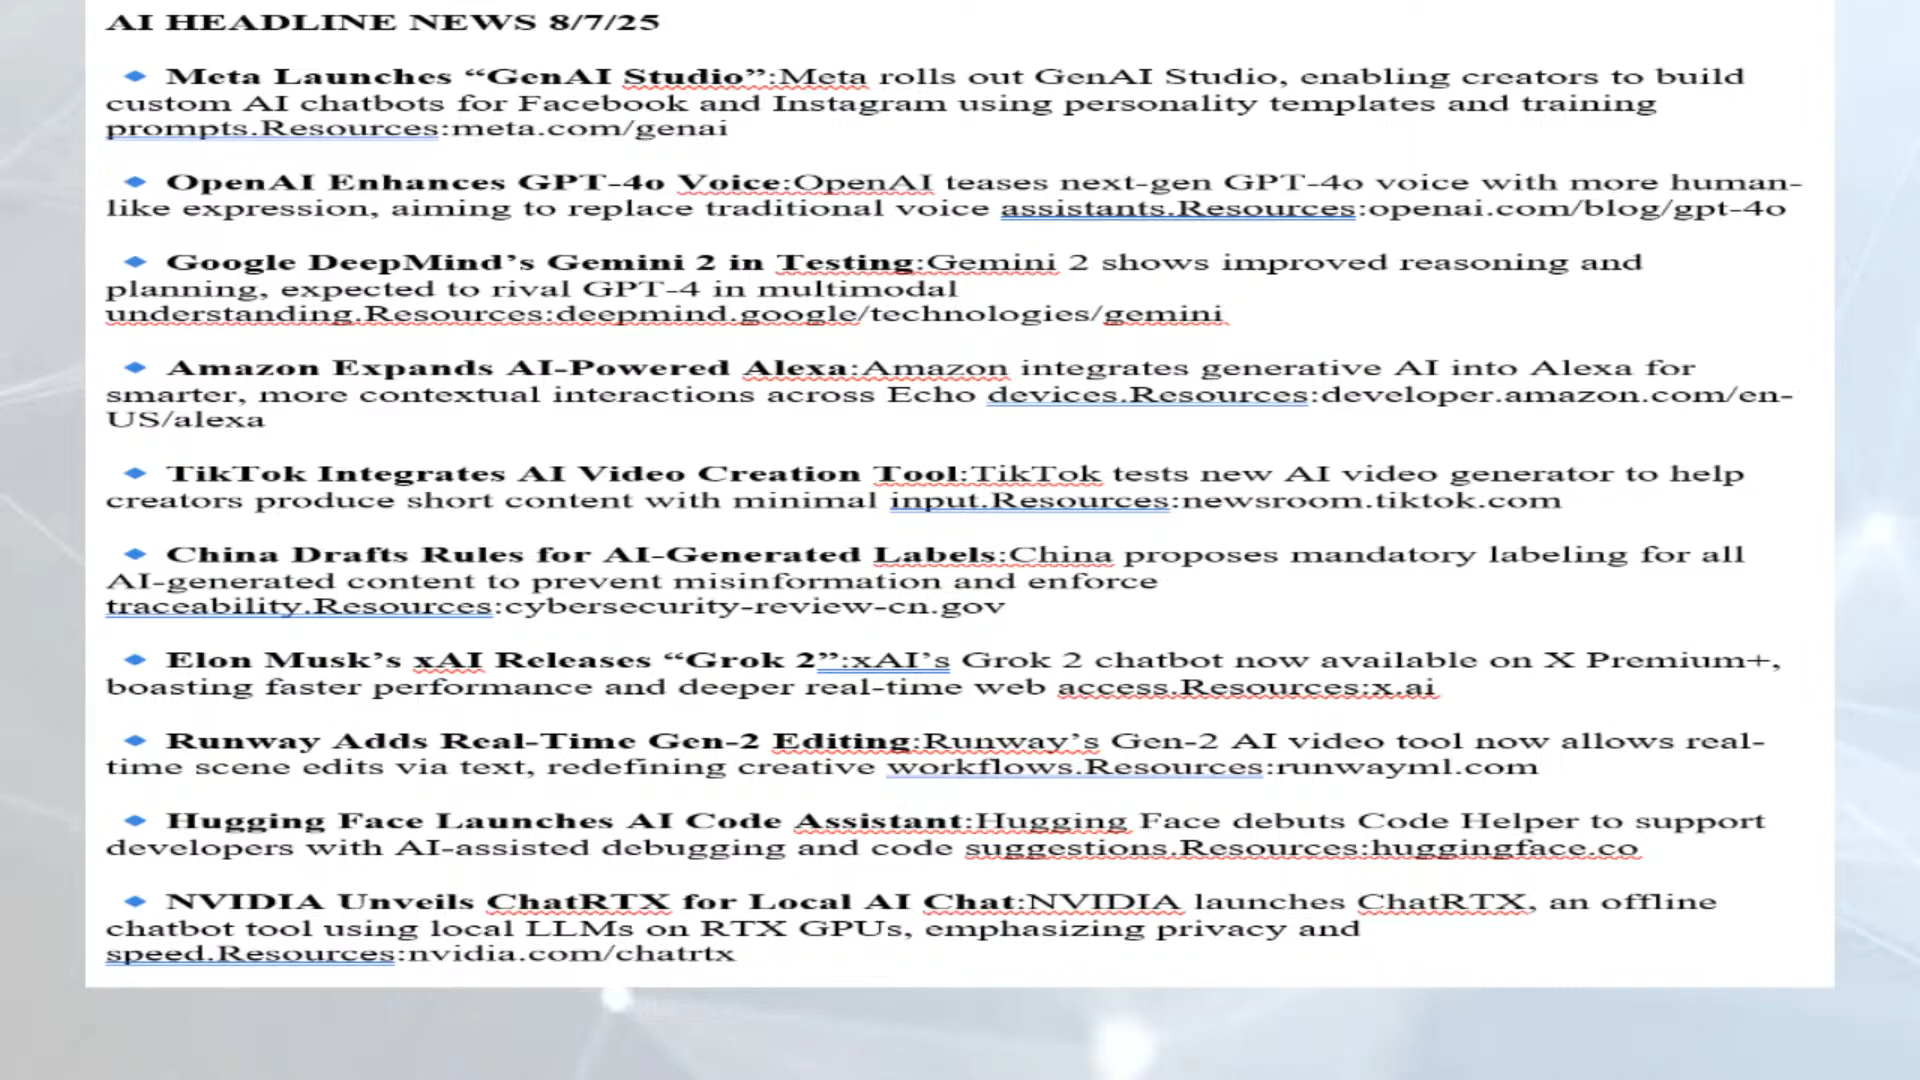 AI HEADLINE NEWS 8/7/25
🔹 Meta Launches “GenAI Studio”:Meta rolls out GenAI Studio, enabling creators to build
custom AI chatbots for Facebook and Instagram using personality templates and training
prompts.Resources:meta.com/genai
🔹 OpenAI Enhances GPT-4o Voice:OpenAI teases next-gen GPT-4o voice with more human-
like expression, aiming to replace traditional voice assistants.Resources:openai.com/blog/gpt-4o
🔹 Google DeepMind’s Gemini 2 in Testing:Gemini 2 shows improved reasoning and
planning, expected to rival GPT-4 in multimodal
understanding.Resources:deepmind.google/technologies/gemini
🔹 Amazon Expands AI-Powered Alexa:Amazon integrates generative AI into Alexa for
smarter, more contextual interactions across Echo devices.Resources:developer.amazon.com/en-
US/alexa
🔹 TikTok Integrates AI Video Creation Tool:TikTok tests new AI video generator to help
creators produce short content with minimal input.Resources:newsroom.tiktok.com
🔹 China Drafts Rules for AI-Generated Labels:China proposes mandatory labeling for all
AI-generated content to prevent misinformation and enforce
traceability.Resources:cybersecurity-review-cn.gov
🔹 Elon Musk’s xAI Releases “Grok 2”:xAI’s Grok 2 chatbot now available on X Premium+,
boasting faster performance and deeper real-time web access.Resources:x.ai
🔹 Runway Adds Real-Time Gen-2 Editing:Runway’s Gen-2 AI video tool now allows real-
time scene edits via text, redefining creative workflows.Resources:runwayml.com
🔹 Hugging Face Launches AI Code Assistant:Hugging Face debuts Code Helper to support
developers with AI-assisted debugging and code suggestions.Resources:huggingface.co
🔹 NVIDIA Unveils ChatRTX for Local AI Chat:NVIDIA launches ChatRTX, an offline
chatbot tool using local LLMs on RTX GPUs, emphasizing privacy and
speed.Resources:nvidia.com/chatrtx